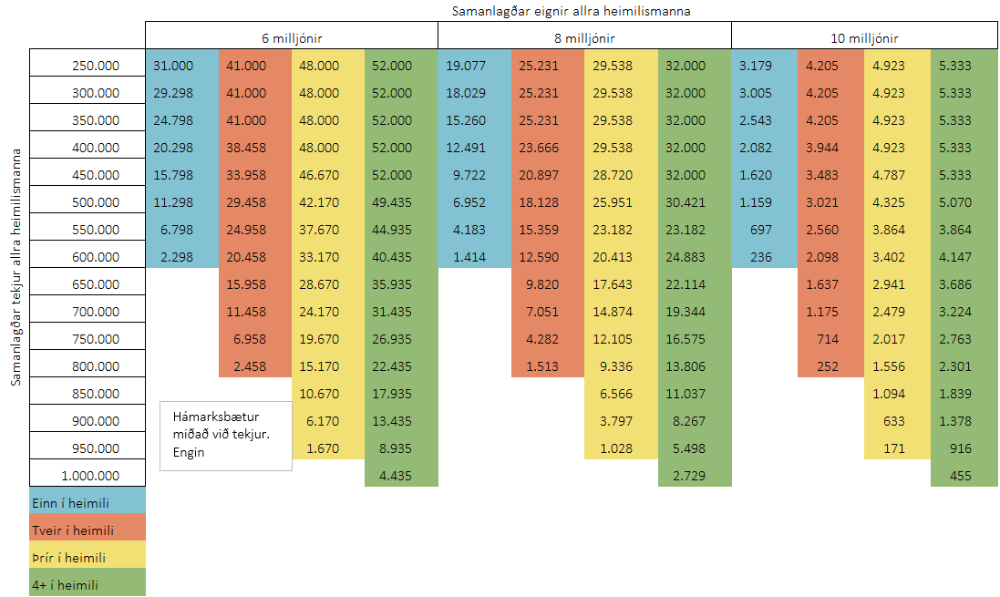 Samanlagðar eignir allra heimilismanna
6 milljónir 8 milljónir 10 milljónir
Samanlagðar tekjur allra heimilismanna
250.000 31.000 41.000 48.000 52.000 19.077 25.231 29.538 32.000 3.179 4.205 4.923 5.333
300.000 29.298 41.000 48.000 52.000 18.029 25.231 29.538 32.000 3.005 4.205 4.923 5.333
350.000 24.798 41.000 48.000 52.000 15.260 25.231 29.538 32.000 2.543 4.205 4.923 5.333
400.000 20.298 38.458 48.000 52.000 12.491 23.666 29.538 32.000 2.082 3.944 4.923 5.333
450.000 15.798 33.958 46.670 52.000 9.722 20.897 28.720 32.000 1.620 3.483 4.787 5.333
500.000 11.298 29.458 42.170 49.435 6.952 18.128 25.951 30.421 1.159 3.021 4.325 5.070
550.000 6.798 24.958 37.670 44.935 4.183 15.359 23.182 23.182 697 2.560 3.864 3.864
600.000 2.298 20.458 33.170 40.435 1.414 12.590 20.413 24.883 236 2.098 3.402 4.147
650.000 15.958 28.670 35.935 9.820 17.643 22.114 1.637 2.941 3.686
700.000 11.458 24.170 31.435 7.051 14.874 19.344 1.175 2.479 3.224
750.000 6.958 19.670 26.935 4.282 12.105 16.575 714 2.017 2.763
800.000 2.458 15.170 22.435 1.513 9.336 13.806 252 1.556 2.301
850.000 10.670 17.935 6.566 11.037 1.094 1.839
900.000 6.170 13.435 3.797 8.267 633 1.378
950.000 1.670 8.935 1.028 5.498 171 916
1.000.000 4.435 2.729 455
Hámarksbætur
miðað við tekjur.
Engin
Einn í heimili
Tveir í heimili
Þrír í heimili
4+ í heimili